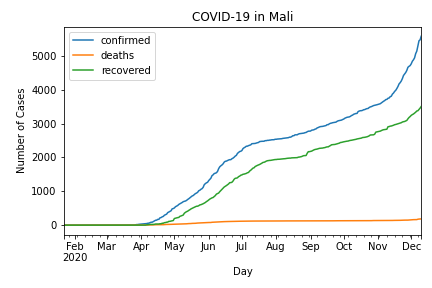 COVID-19 in Mali
confirmed
deaths
recovered
Number of Cases
5000
4000
3000
2000
1000
0
Feb Mar Apr May Jun Jul Aug Sep Oct Nov Dec
2020
Day